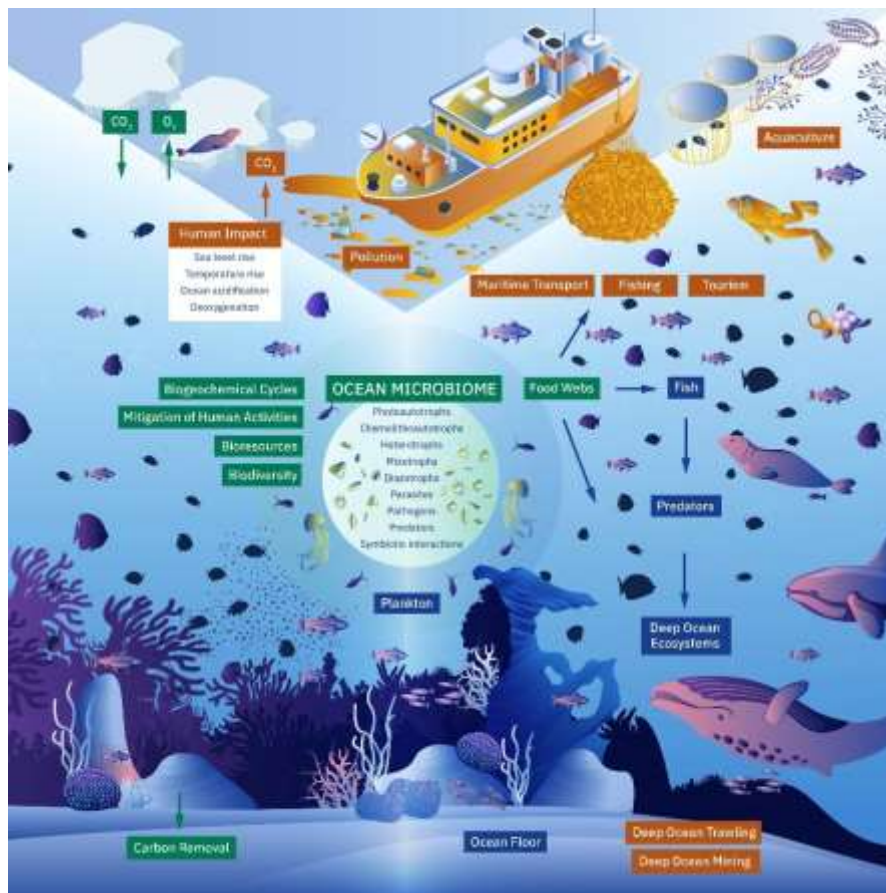 CO₂
O₂
CO₂
Aquaculture
Human Impact
Sea level rise
Temperature rise
Ocean acidification
Deoxygenation
Pollution
Maritime Transport
Fishing
Tourism
Biogeochemical Cycles
OCEAN MICROBIOME
Food Webs
Fish
Mitigation of Human Activities
Bioresources
Biodiversity
Photoautotrophs
Chemolithoautotrophs
Heterotrophs
Mixotrophs
Diazotrophs
Parasites
Pathogens
Predators
Symbiotic interactions
Predators
Plankton
Deep Ocean
Ecosystems
Carbon Removal
Ocean Floor
Deep Ocean Trawling
Deep Ocean Mining